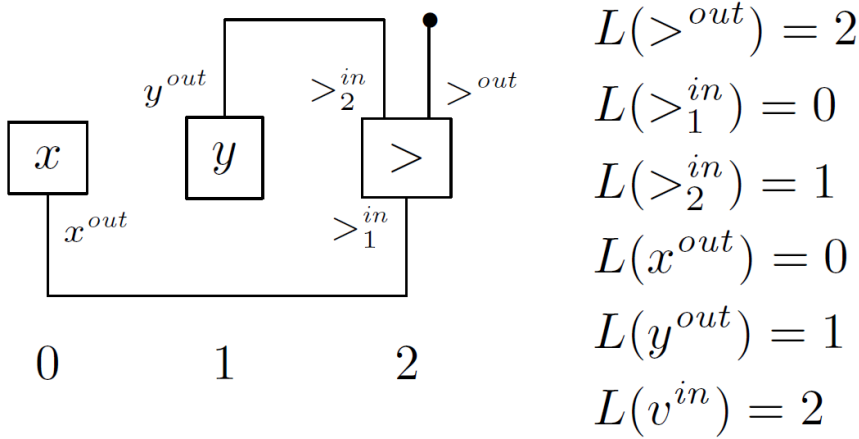 y^{out}
>_2^{in}
>^{out}
x
y
>
x^{out}
>_1^{in}
0 1 2
L(>^{out}) = 2
L(>_1^{in}) = 0
L(>_2^{in}) = 1
L(x^{out}) = 0
L(y^{out}) = 1
L(v^{in}) = 2